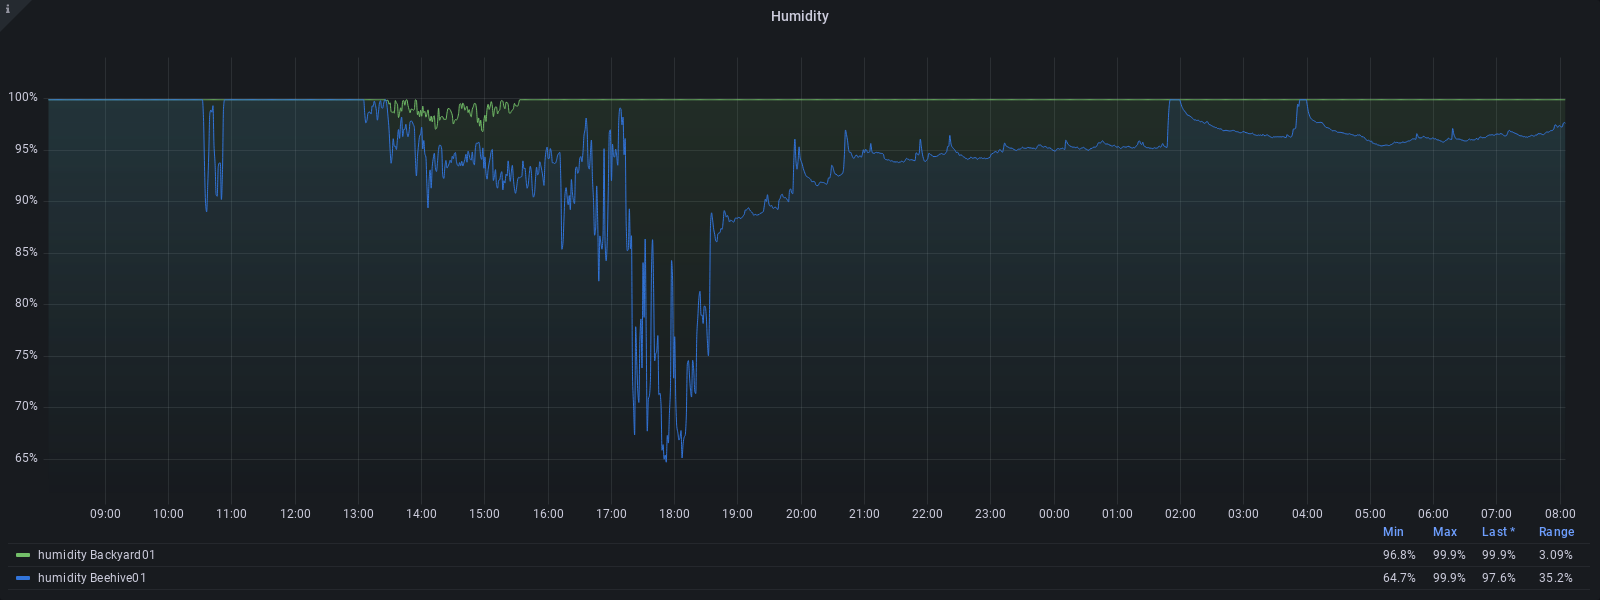 i
Humidity
100%
95%
90%
85%
80%
75%
70%
65%
09:00 10:00 11:00 12:00 13:00 14:00 15:00 16:00 17:00 18:00 19:00 20:00 21:00 22:00 23:00 00:00 01:00 02:00 03:00 04:00 05:00 06:00 07:00 08:00
Min Max Last * Range
humidity Backyard01 96.8% 99.9% 99.9% 3.09%
humidity Beehive01 64.7% 99.9% 97.6% 35.2%